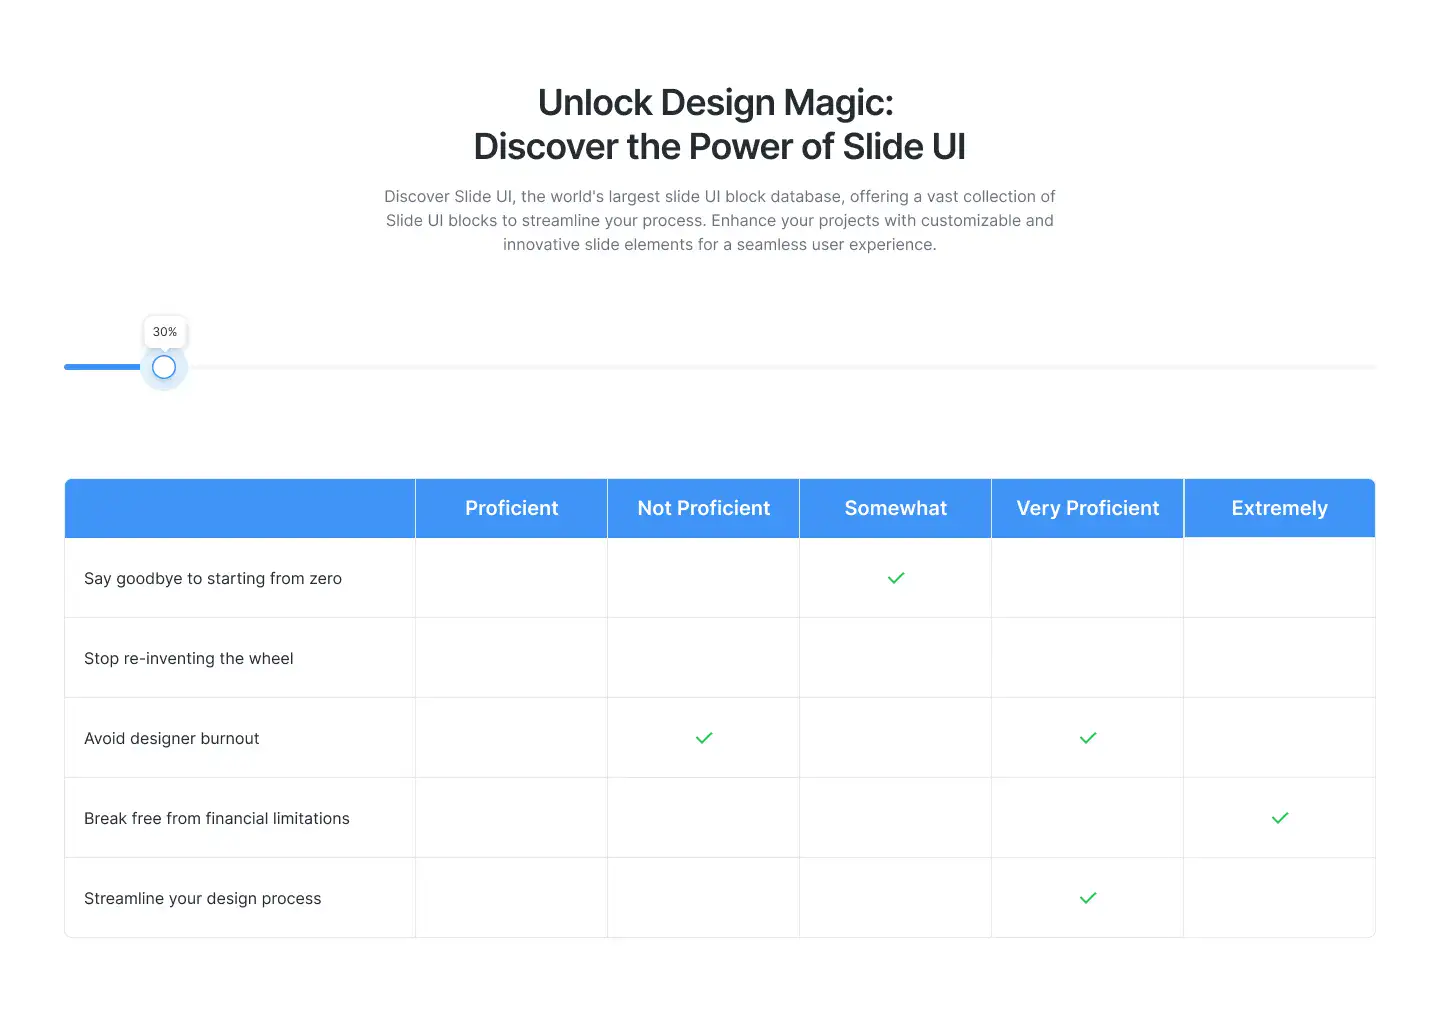 Unlock Design Magic:
Discover the Power of Slide UI
Discover Slide UI, the world's largest slide UI block database, offering a vast collection of
Slide UI blocks to streamline your process. Enhance your projects with customizable and
innovative slide elements for a seamless user experience.
30%
Proficient Not Proficient Somewhat Very Proficient Extremely
Say goodbye to starting from zero
Stop re-inventing the wheel
Avoid designer burnout
Break free from financial limitations
Streamline your design process